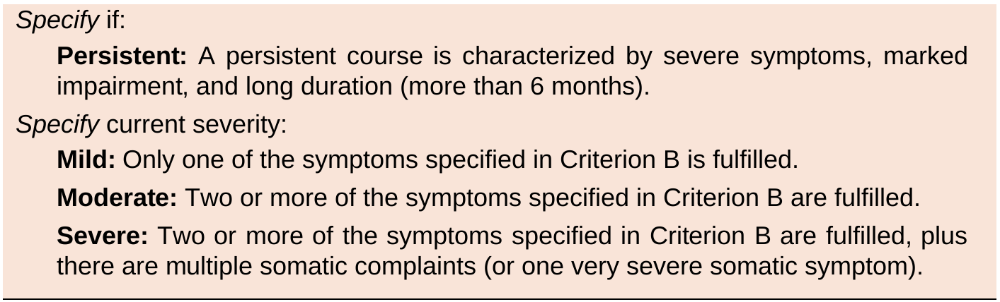 Specify if:
Persistent: A persistent course is characterized by severe symptoms, marked
impairment, and long duration (more than 6 months).
Specify current severity:
Mild: Only one of the symptoms specified in Criterion B is fulfilled.
Moderate: Two or more of the symptoms specified in Criterion B are fulfilled.
Severe: Two or more of the symptoms specified in Criterion B are fulfilled, plus
there are multiple somatic complaints (or one very severe somatic symptom).